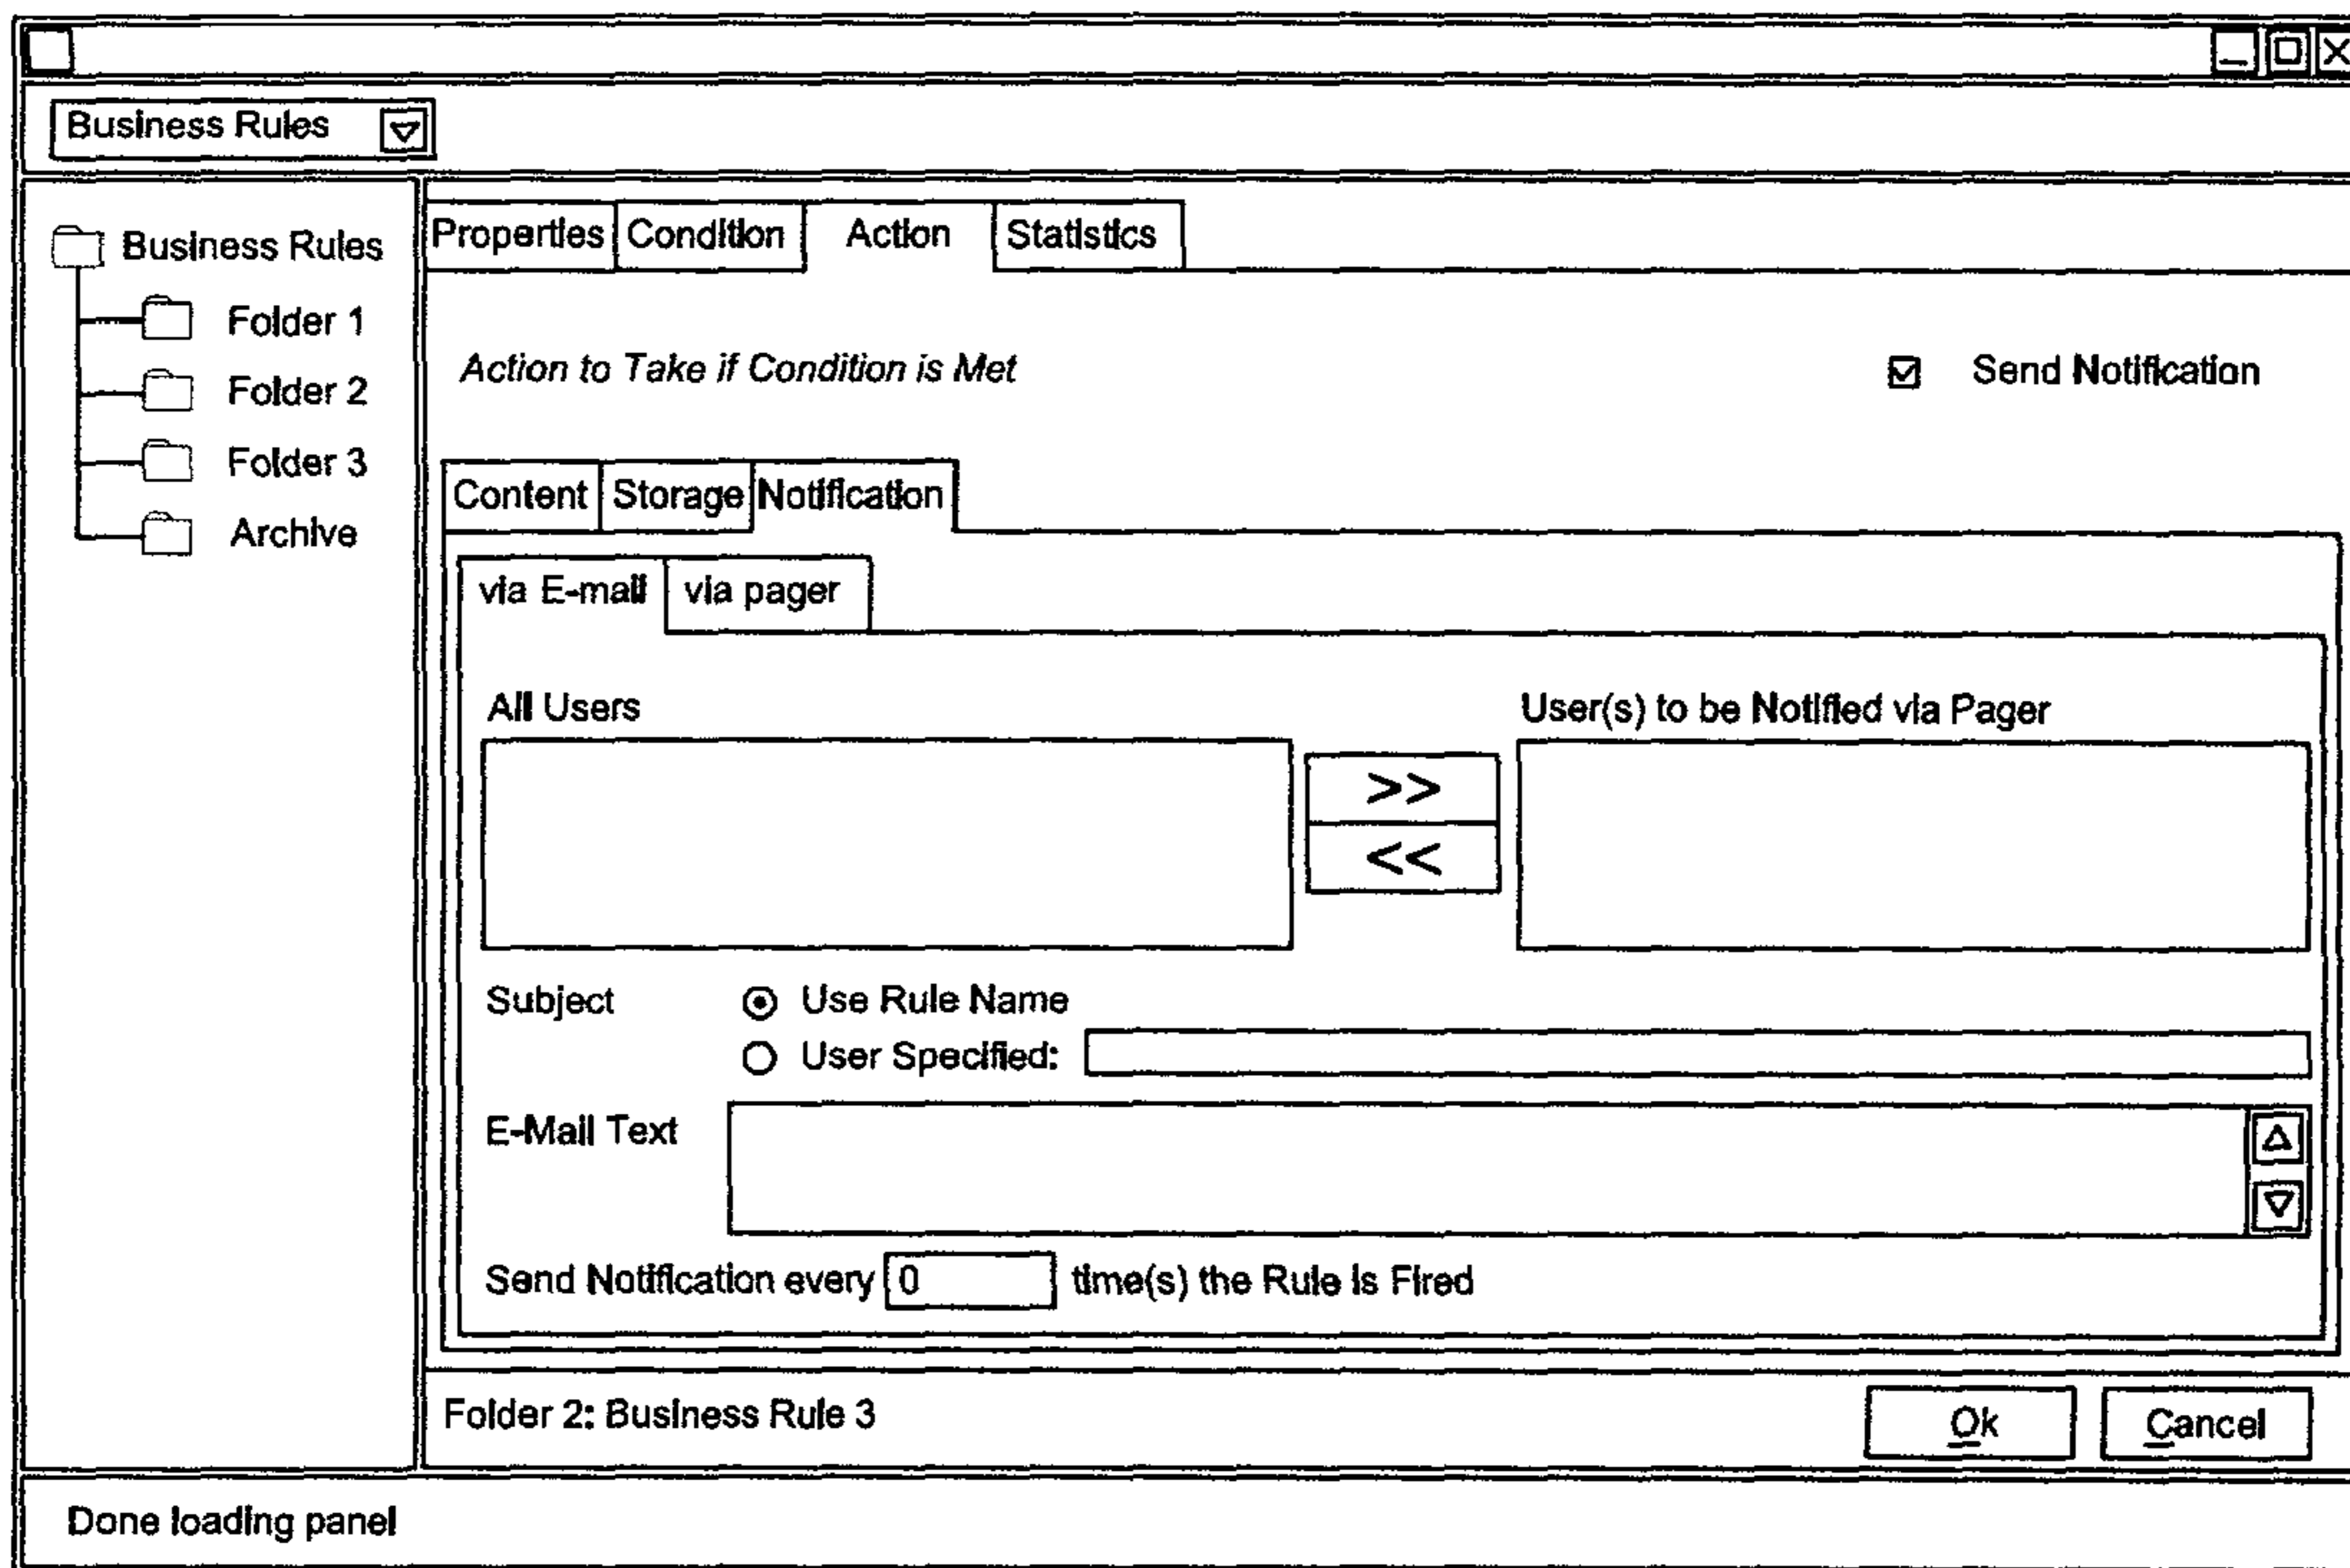 Business Rules
Business Rules
Folder 1
Folder 2
Folder 3
Archive
Properties Condition Action Statistics
Action to Take if Condition is Met
Send Notification
Content Storage Notification
via E-mail via pager
All Users
User(s) to be Notified via Pager
>>
<<
Subject Use Rule Name
User Specified:
E-Mail Text
Send Notification every 0 time(s) the Rule is Fired
Folder 2: Business Rule 3
Ok Cancel
Done loading panel